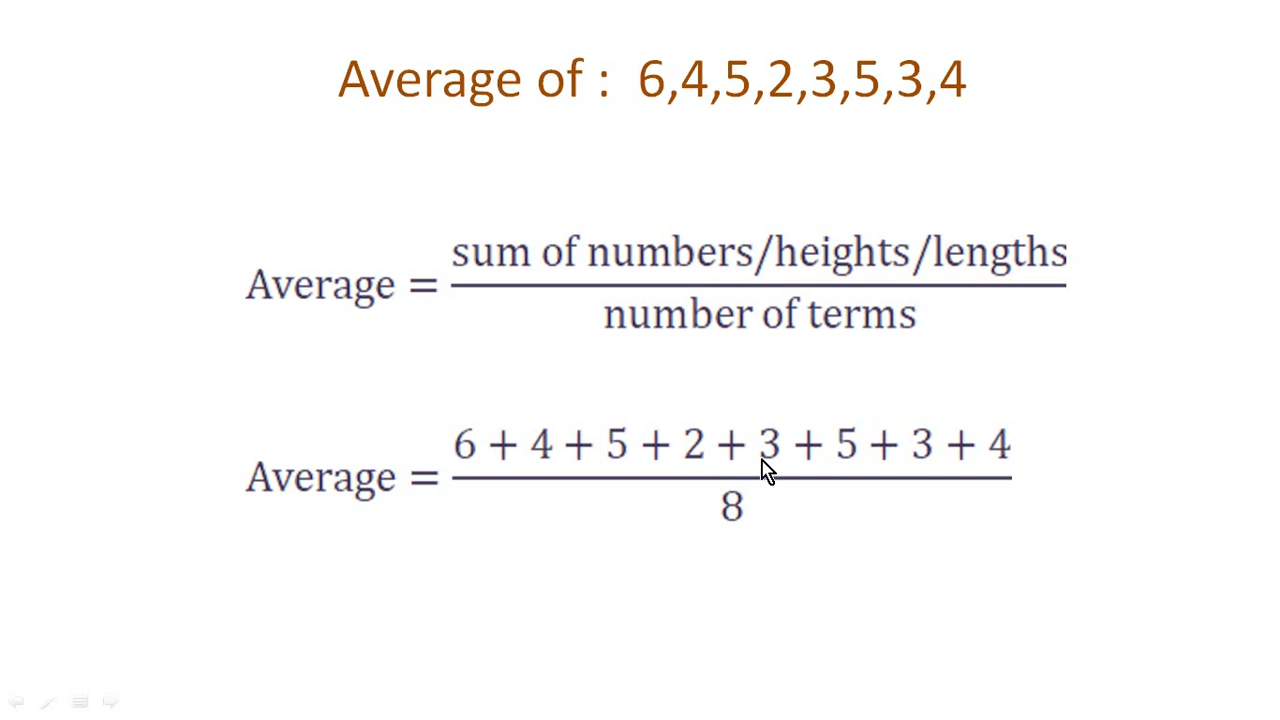 Average of :  6,4,5,2,3,5,3,4
Average = sum of numbers/heights/lengths / number of terms
Average = 6 + 4 + 5 + 2 + 3 + 5 + 3 + 4 / 8